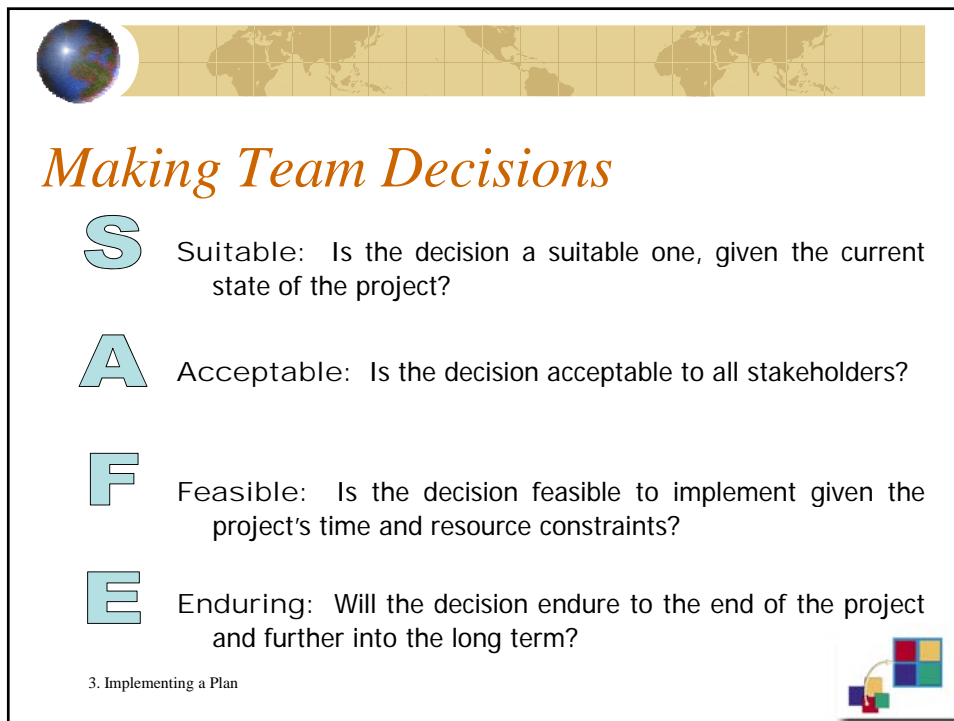 Making Team Decisions
S
Suitable: Is the decision a suitable one, given the current
state of the project?
A
Acceptable: Is the decision acceptable to all stakeholders?
F
Feasible: Is the decision feasible to implement given the
project's time and resource constraints?
E
Enduring: Will the decision endure to the end of the project
and further into the long term?
3. Implementing a Plan